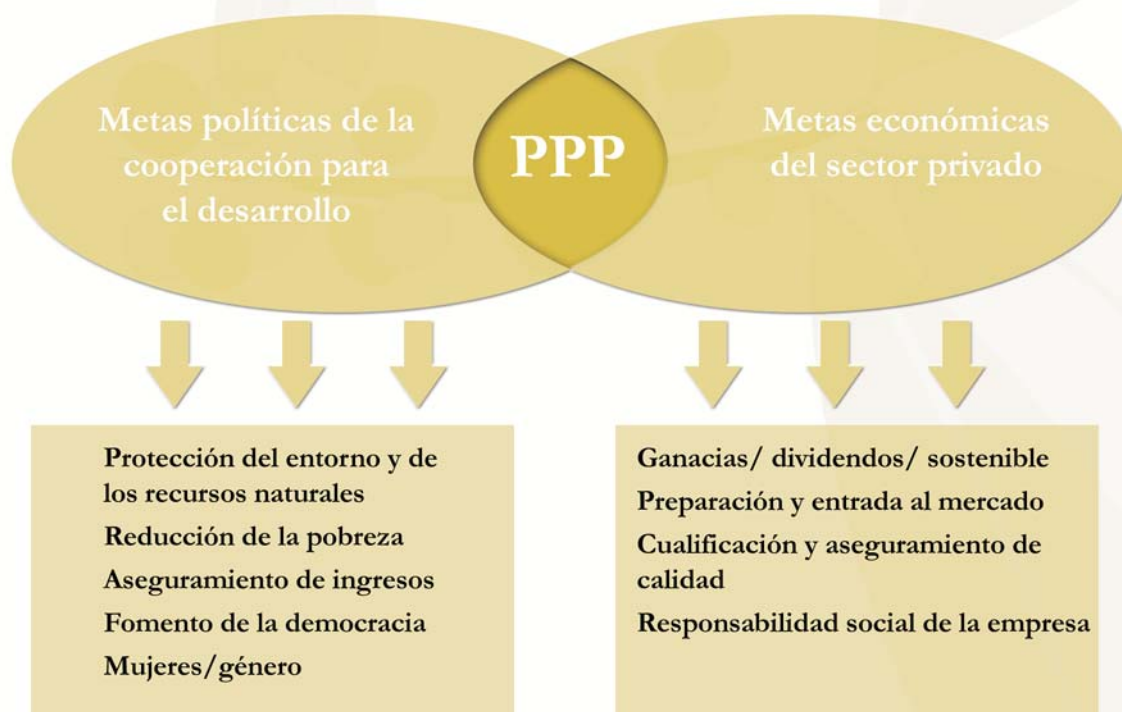 Metas políticas de la
cooperación para
el desarrollo
PPP
Metas económicas
del sector privado
Protección del entorno y de
los recursos naturales
Reducción de la pobreza
Aseguramiento de ingresos
Fomento de la democracia
Mujeres/género
Ganacias/ dividendos/ sostenible
Preparación y entrada al mercado
Cualificación y aseguramiento de
calidad
Responsabilidad social de la empresa